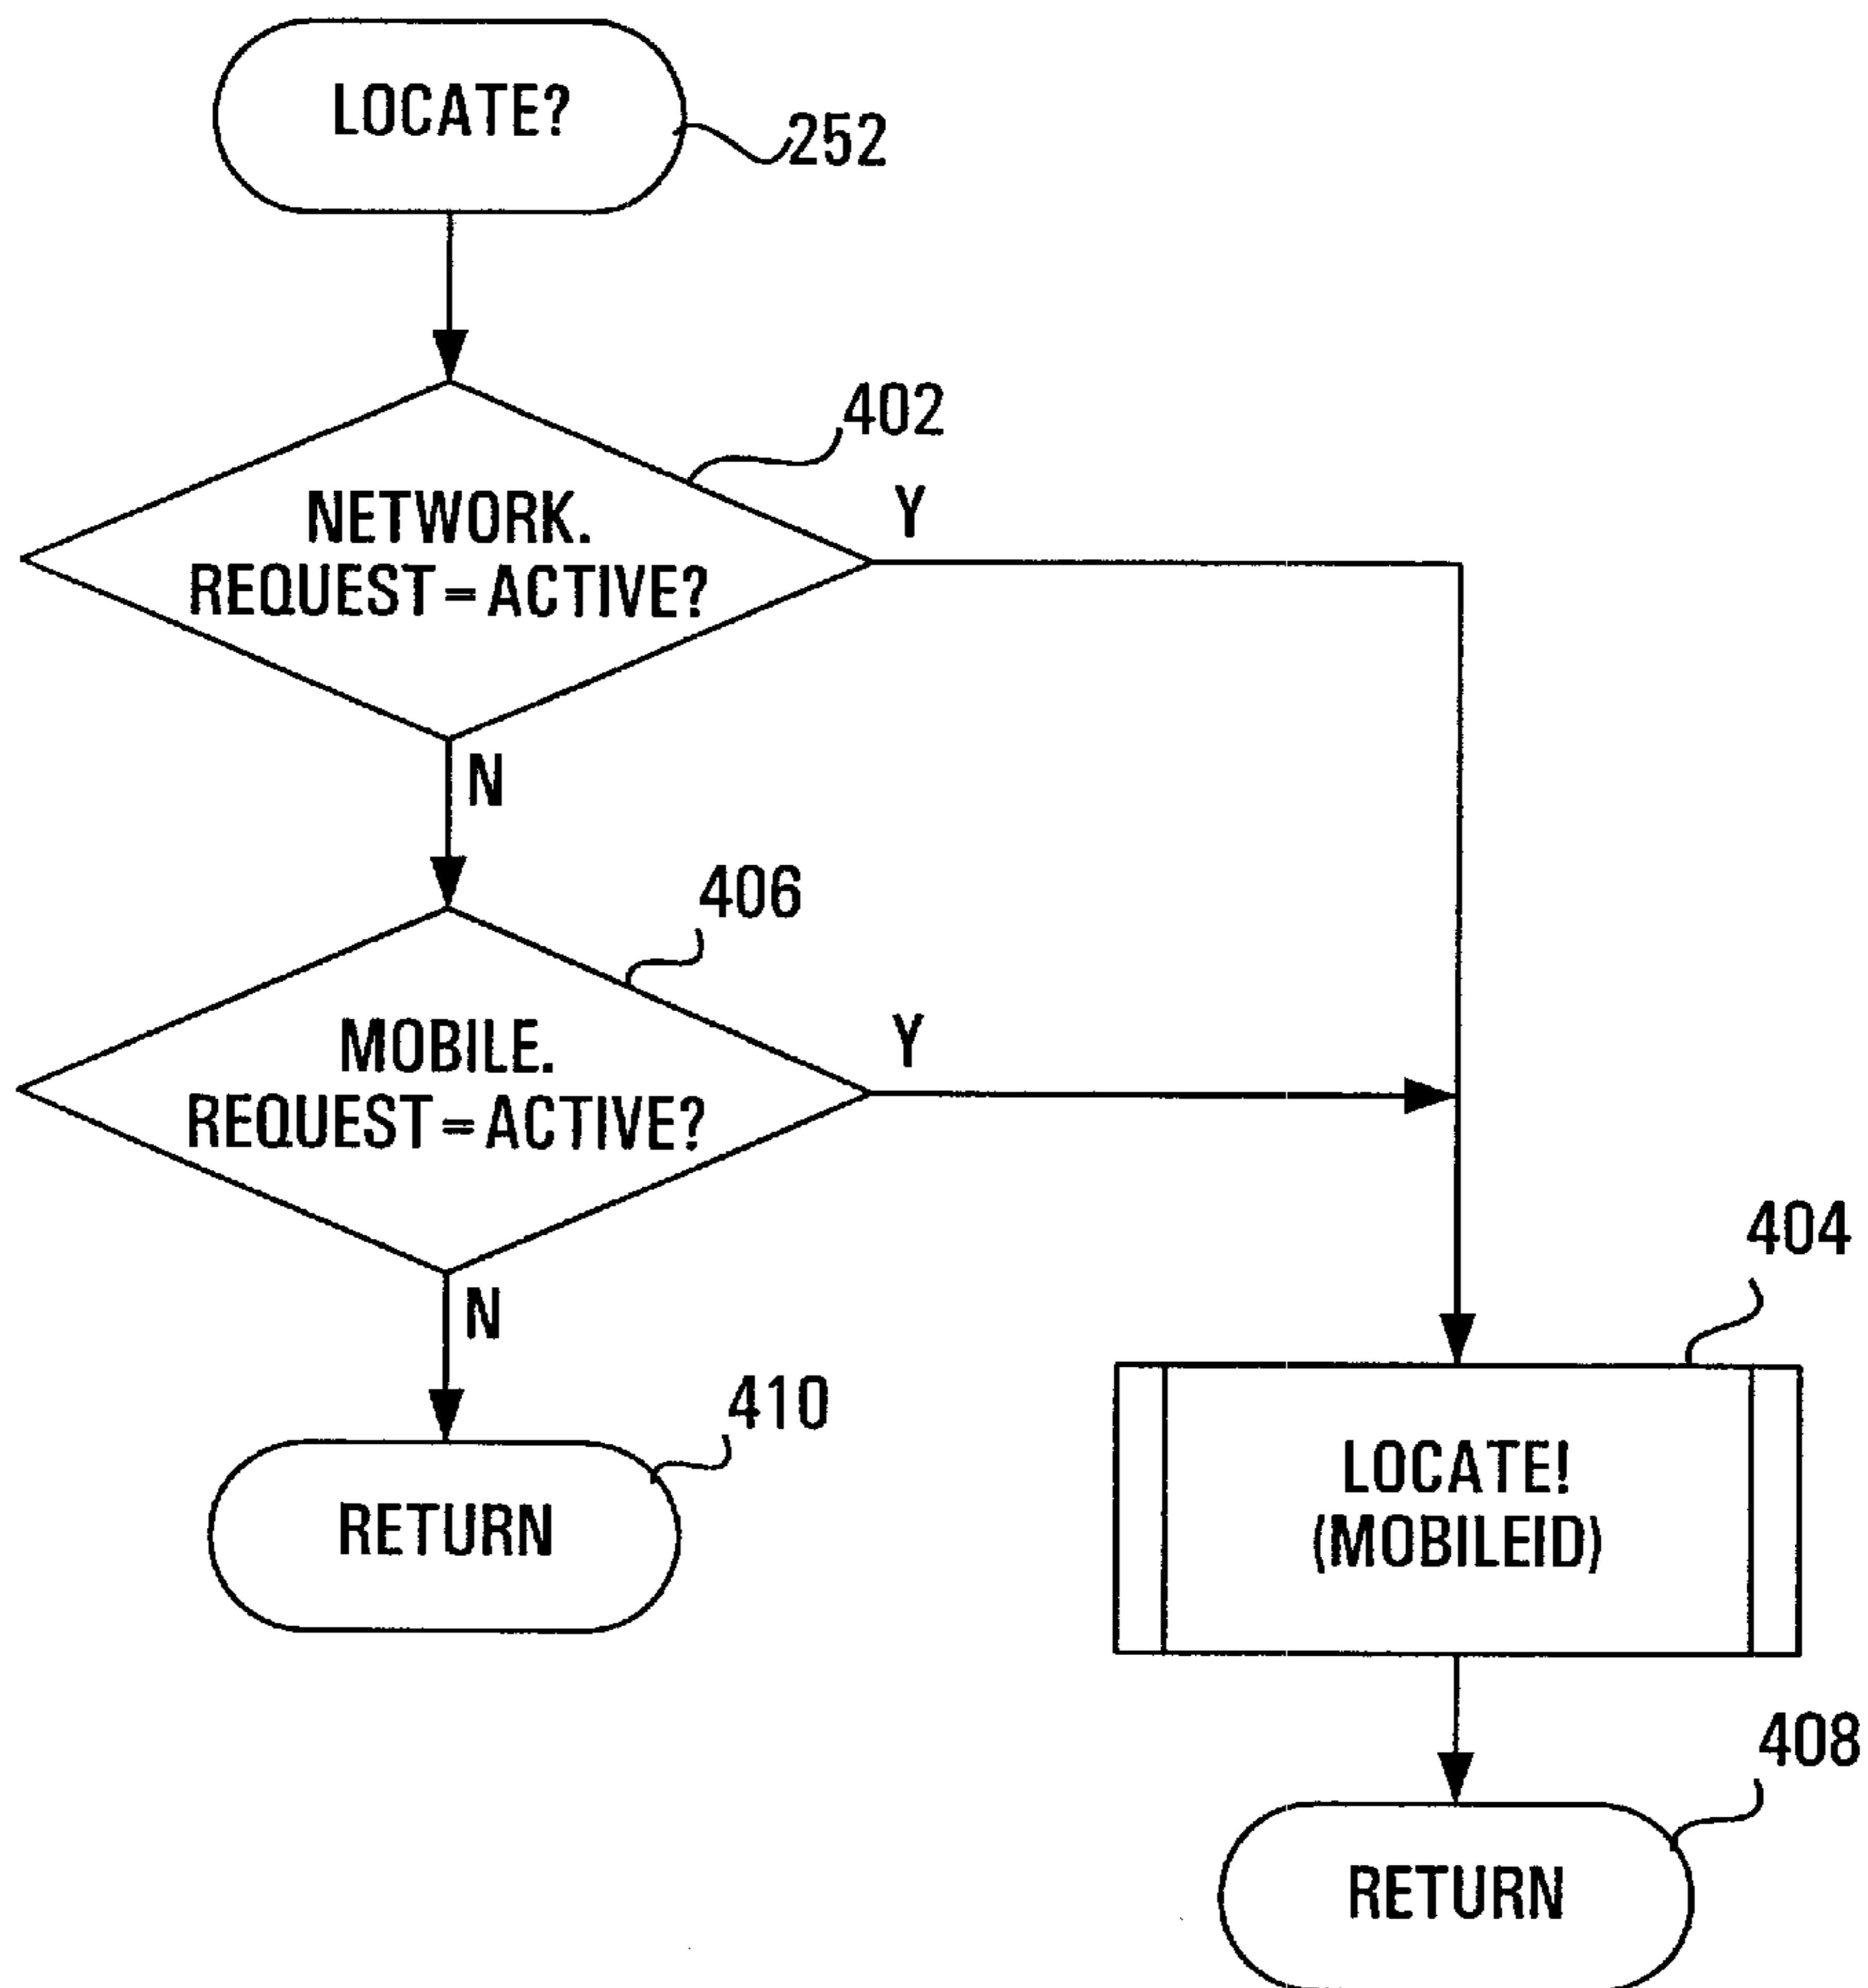 LOCATE?
252
402
NETWORK.
REQUEST=ACTIVE?
Y
N
406
MOBILE.
REQUEST=ACTIVE?
Y
N
404
410
RETURN
LOCATE!
(MOBILEID)
408
RETURN